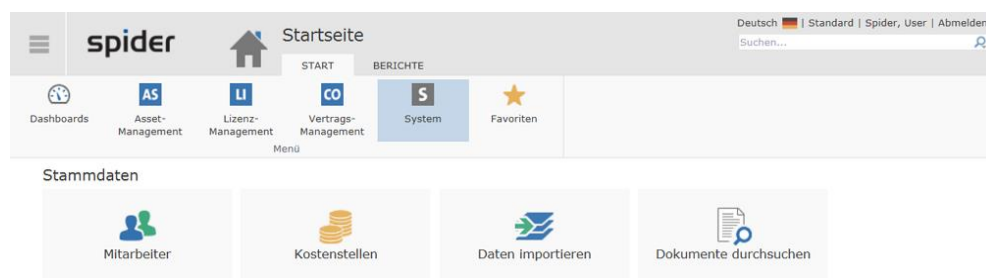 Deutsch | Standard | Spider, User | Abmelden
spider
Startseite
Suchen...
START BERICHTE
AS LI CO S
Dashboards Asset-Management Lizenz-Management Vertrags-Management System Favoriten
Menü
Stammdaten
Mitarbeiter Kostenstellen Daten importieren Dokumente durchsuchen